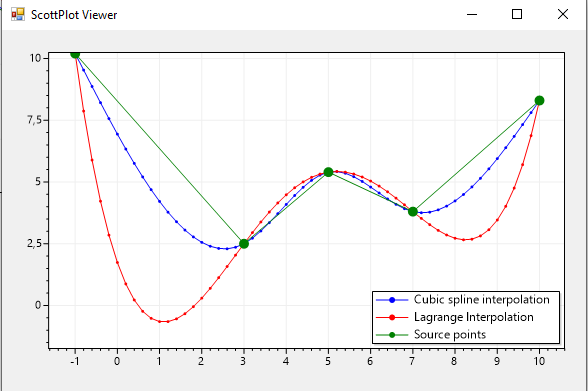 ScottPlot Viewer
10
7,5
5
2,5
0
-1 0 1 2 3 4 5 6 7 8 9 10
Cubic spline interpolation
Lagrange Interpolation
Source points